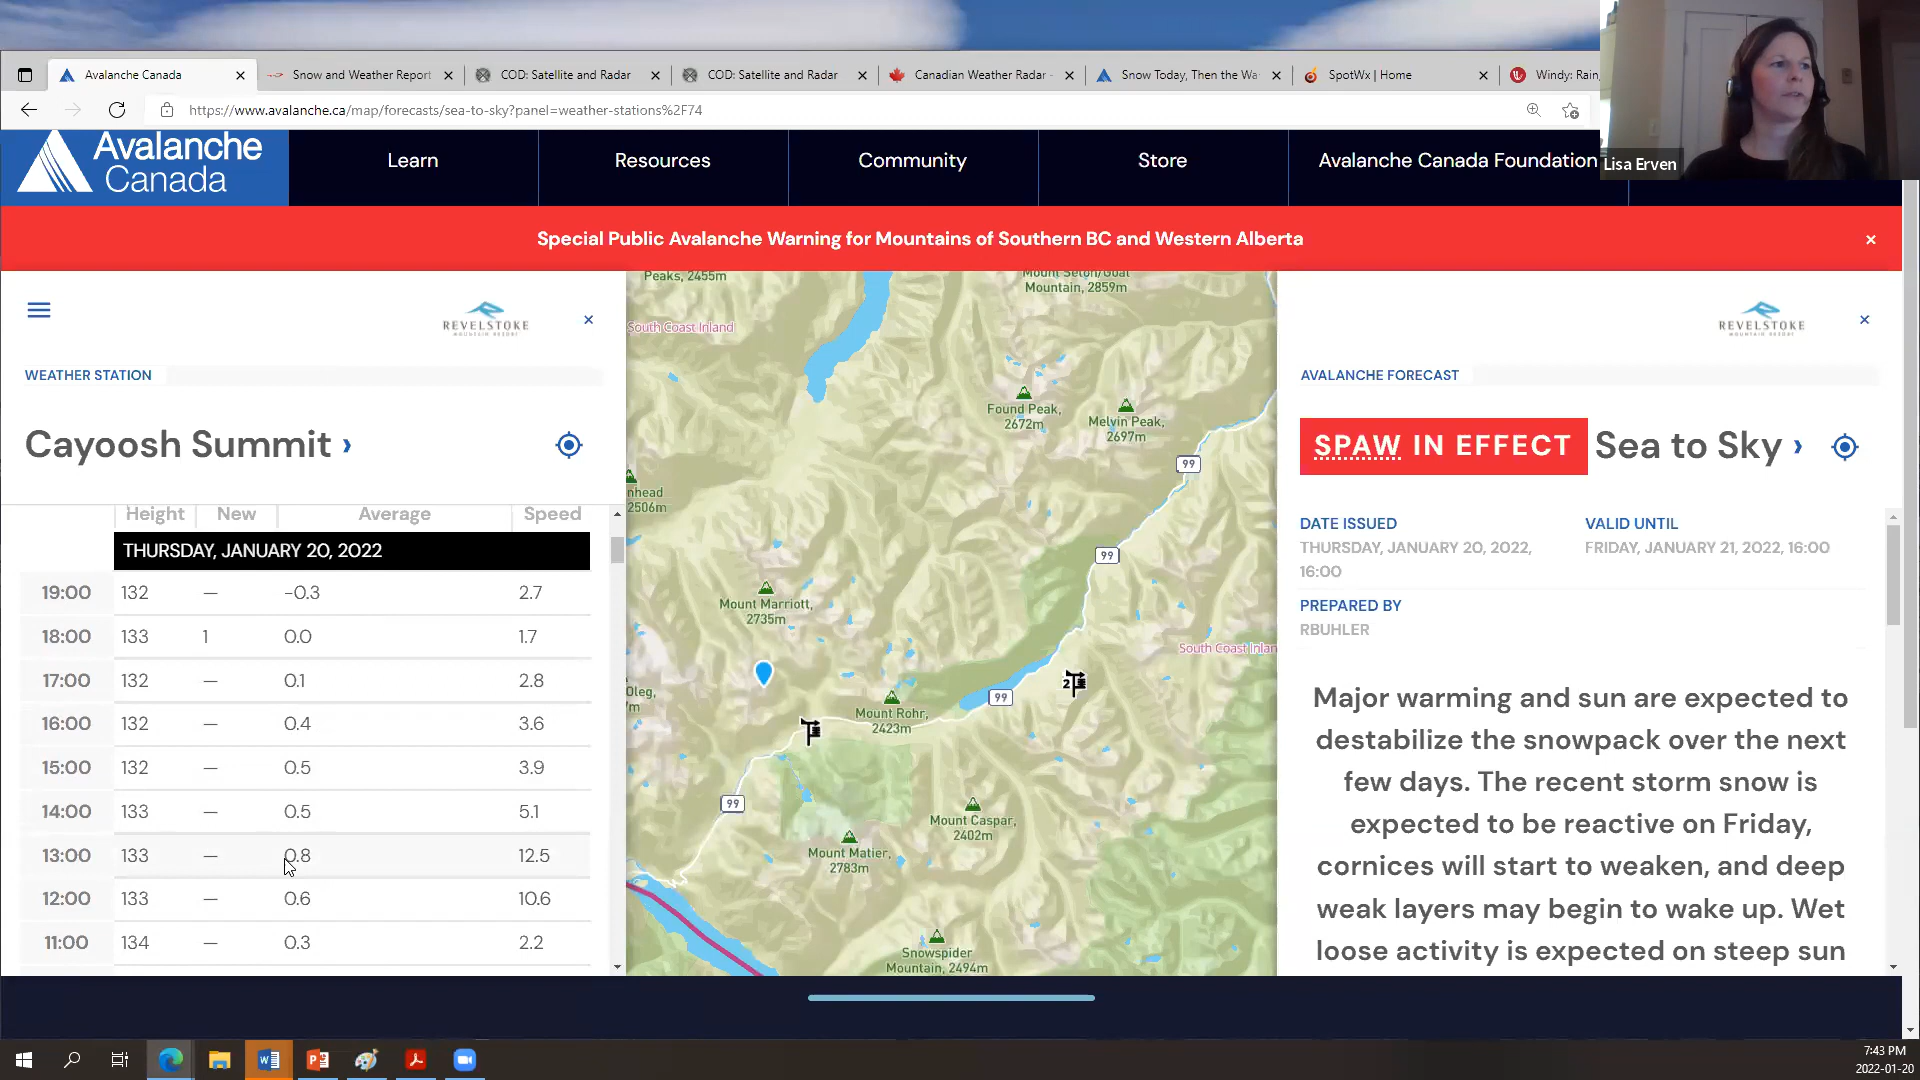 Avalanche Canada
Snow and Weather Report
COD: Satellite and Radar
COD: Satellite and Radar
Canadian Weather Radar -
Snow Today, Then the Wa
SpotWx | Home
Windy: Rain,
https://www.avalanche.ca/map/forecasts/sea-to-sky?panel=weather-stations%2F74
Lisa Erven
Avalanche
Canada
Learn
Resources
Community
Store
Avalanche Canada Foundation
Special Public Avalanche Warning for Mountains of Southern BC and Western Alberta
REVELSTOKE
MOUNTAIN RESORT
WEATHER STATION
Cayoosh Summit ›
Height New Average Speed
THURSDAY, JANUARY 20, 2022
19:00 132 — -0.3 2.7
18:00 133 1 0.0 1.7
17:00 132 — 0.1 2.8
16:00 132 — 0.4 3.6
15:00 132 — 0.5 3.9
14:00 133 — 0.5 5.1
13:00 133 — 0.8 12.5
12:00 133 — 0.6 10.6
11:00 134 — 0.3 2.2
Peaks, 2455m
Mount Seton/Goat
Mountain, 2859m
South Coast Inland
Found Peak,
2672m
Melvin Peak,
2697m
99
nhead
2506m
99
Mount Marriott,
2735m
South Coast Inlan
2
Oleg,
m
99
Mount Rohr,
2423m
99
Mount Caspar,
2402m
Mount Matier,
2783m
Snowspider
Mountain, 2494m
REVELSTOKE
MOUNTAIN RESORT
AVALANCHE FORECAST
SPAW IN EFFECT Sea to Sky ›
DATE ISSUED
THURSDAY, JANUARY 20, 2022,
16:00
VALID UNTIL
FRIDAY, JANUARY 21, 2022, 16:00
PREPARED BY
RBUHLER
Major warming and sun are expected to
destabilize the snowpack over the next
few days. The recent storm snow is
expected to be reactive on Friday,
cornices will start to weaken, and deep
weak layers may begin to wake up. Wet
loose activity is expected on steep sun
7:43 PM
2022-01-20